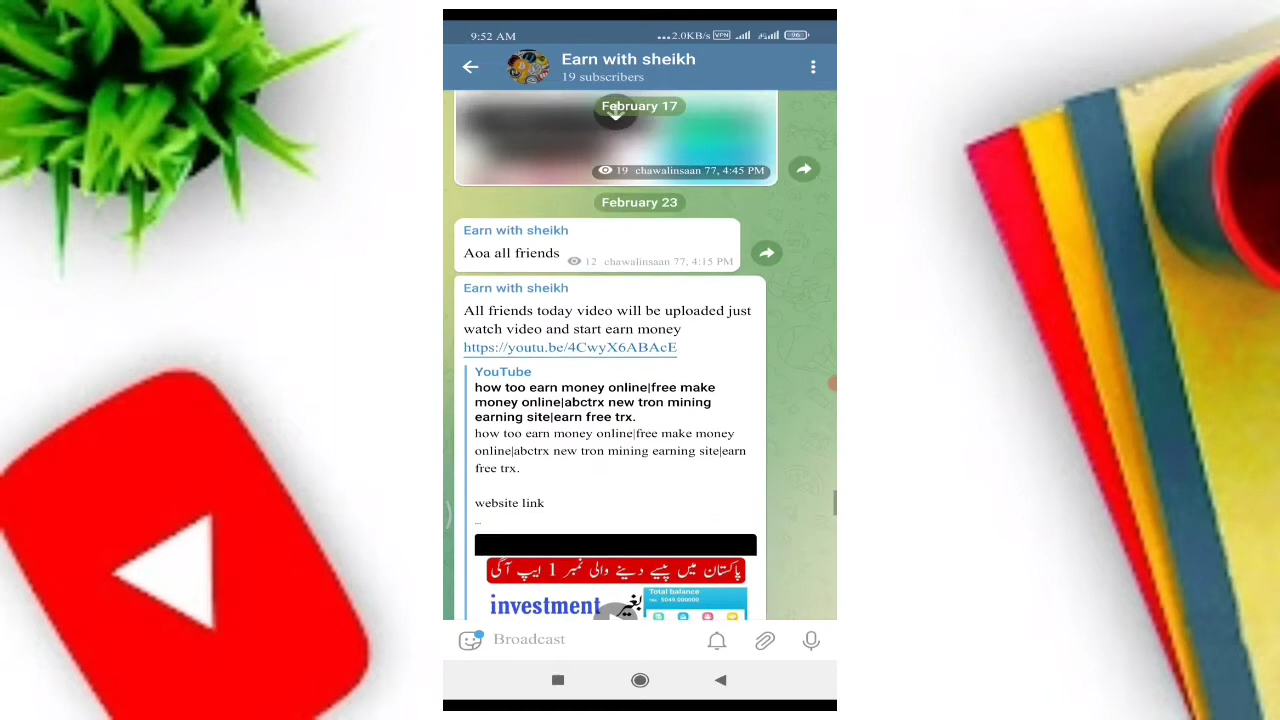 9:52 AM
2.0KB/s VPN 96
Earn with sheikh
19 subscribers
February 17
19 chawalinsaan 77, 4:45 PM
February 23
Earn with sheikh
Aoa all friends 12 chawalinsaan 77, 4:15 PM
Earn with sheikh
All friends today video will be uploaded just
watch video and start earn money
https://youtu.be/4CwyX6ABAcE
YouTube
how too earn money online|free make
money online|abctrx new tron mining
earning site|earn free trx.
how too earn money online|free make money
online|abctrx new tron mining earning site|earn
free trx.
website link
...
پاکستان میں پیسے دینے والی نمبر 1 ایپ آگی
investment بغیر
Total balance
5049.000000
Broadcast